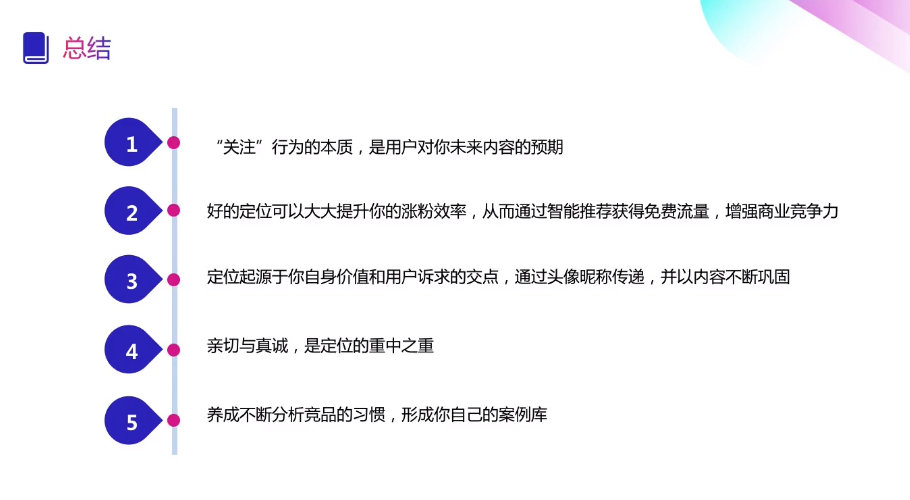 总结
1
“关注”行为的本质，是用户对你未来内容的预期
2
好的定位可以大大提升你的涨粉效率，从而通过智能推荐获得免费流量，增强商业竞争力
3
定位起源于你自身价值和用户诉求的交点，通过头像昵称传递，并以内容不断巩固
4
亲切与真诚，是定位的重中之重
5
养成不断分析竞品的习惯，形成你自己的案例库